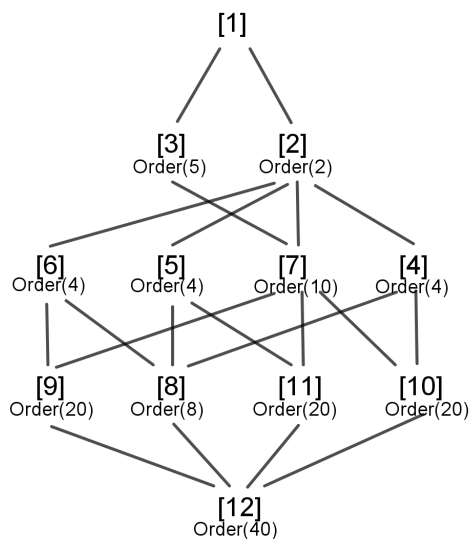 [1]
[3] [2]
Order(5) Order(2)
[6] [5] [7] [4]
Order(4) Order(4) Order(10) Order(4)
[9] [8] [11] [10]
Order(20) Order(8) Order(20) Order(20)
[12]
Order(40)